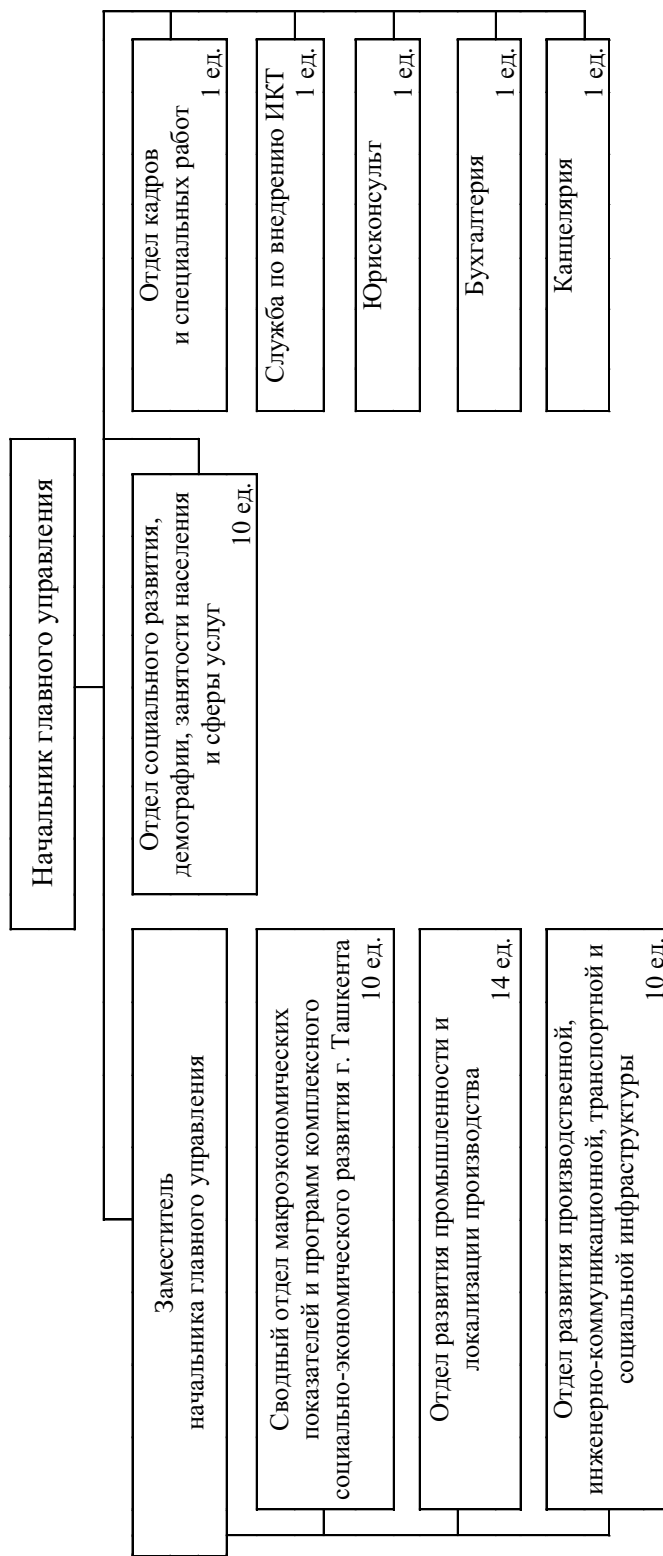 Начальник главного управления
Заместитель
начальника главного управления
Сводный отдел макроэкономических
показателей и программ комплексного
социально-экономического развития г. Ташкента
10 ед.
Отдел развития промышленности и
локализации производства
14 ед.
Отдел развития производственной,
инженерно-коммуникационной, транспортной и
социальной инфраструктуры
10 ед.
Отдел социального развития,
демографии, занятости населения
и сферы услуг
10 ед.
Отдел кадров
и специальных работ
1 ед.
Служба по внедрению ИКТ
1 ед.
Юрисконсульт
1 ед.
Бухгалтерия
1 ед.
Канцелярия
1 ед.